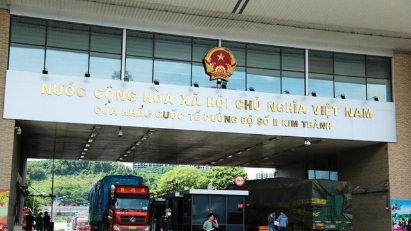 NƯỚC CỘNG HÒA XÃ HỘI CHỦ NGHĨA VIỆT NAM
CỬA KHẨU QUỐC TẾ ĐƯỜNG BỘ SỐ II KIM THÀNH